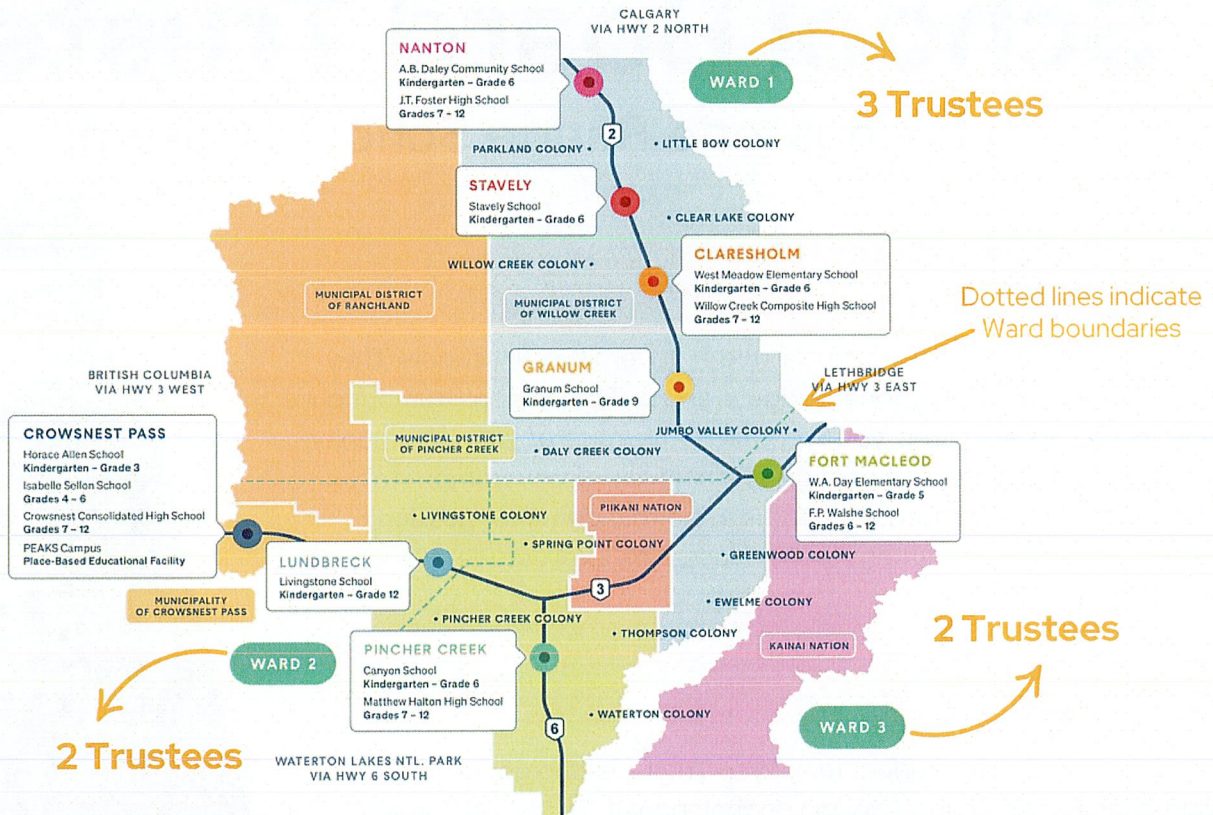 CALGARY
VIA HWY 2 NORTH
NANTON
A.B. Daley Community School
Kindergarten – Grade 6
J.T. Foster High School
Grades 7 – 12
WARD 1
3 Trustees
2
PARKLAND COLONY
LITTLE BOW COLONY
STAVELY
Stavely School
Kindergarten – Grade 6
CLEAR LAKE COLONY
WILLOW CREEK COLONY
CLARESHOLM
West Meadow Elementary School
Kindergarten – Grade 6
Willow Creek Composite High School
Grades 7 – 12
MUNICIPAL DISTRICT
OF RANCHLAND
MUNICIPAL DISTRICT
OF WILLOW CREEK
Dotted lines indicate
Ward boundaries
GRANUM
Granum School
Kindergarten – Grade 9
BRITISH COLUMBIA
VIA HWY 3 WEST
LETHBRIDGE
VIA HWY 3 EAST
CROWSNEST PASS
Horace Allen School
Kindergarten – Grade 3
Isabelle Sellon School
Grades 4 – 6
Crowsnest Consolidated High School
Grades 7 – 12
PEAKS Campus
Place-Based Educational Facility
MUNICIPAL DISTRICT
OF PINCHER CREEK
JUMBO VALLEY COLONY
DALY CREEK COLONY
FORT MACLEOD
W.A. Day Elementary School
Kindergarten – Grade 5
F.P. Walshe School
Grades 6 – 12
PIIKANI NATION
LIVINGSTONE COLONY
SPRING POINT COLONY
GREENWOOD COLONY
LUNDBRECK
Livingstone School
Kindergarten – Grade 12
3
MUNICIPALITY
OF CROWSNEST PASS
EWELME COLONY
PINCHER CREEK COLONY
THOMPSON COLONY
KAINAI NATION
2 Trustees
WARD 2
PINCHER CREEK
Canyon School
Kindergarten – Grade 6
Matthew Halton High School
Grades 7 – 12
WATERTON COLONY
WARD 3
6
2 Trustees
WATERTON LAKES NTL. PARK
VIA HWY 6 SOUTH